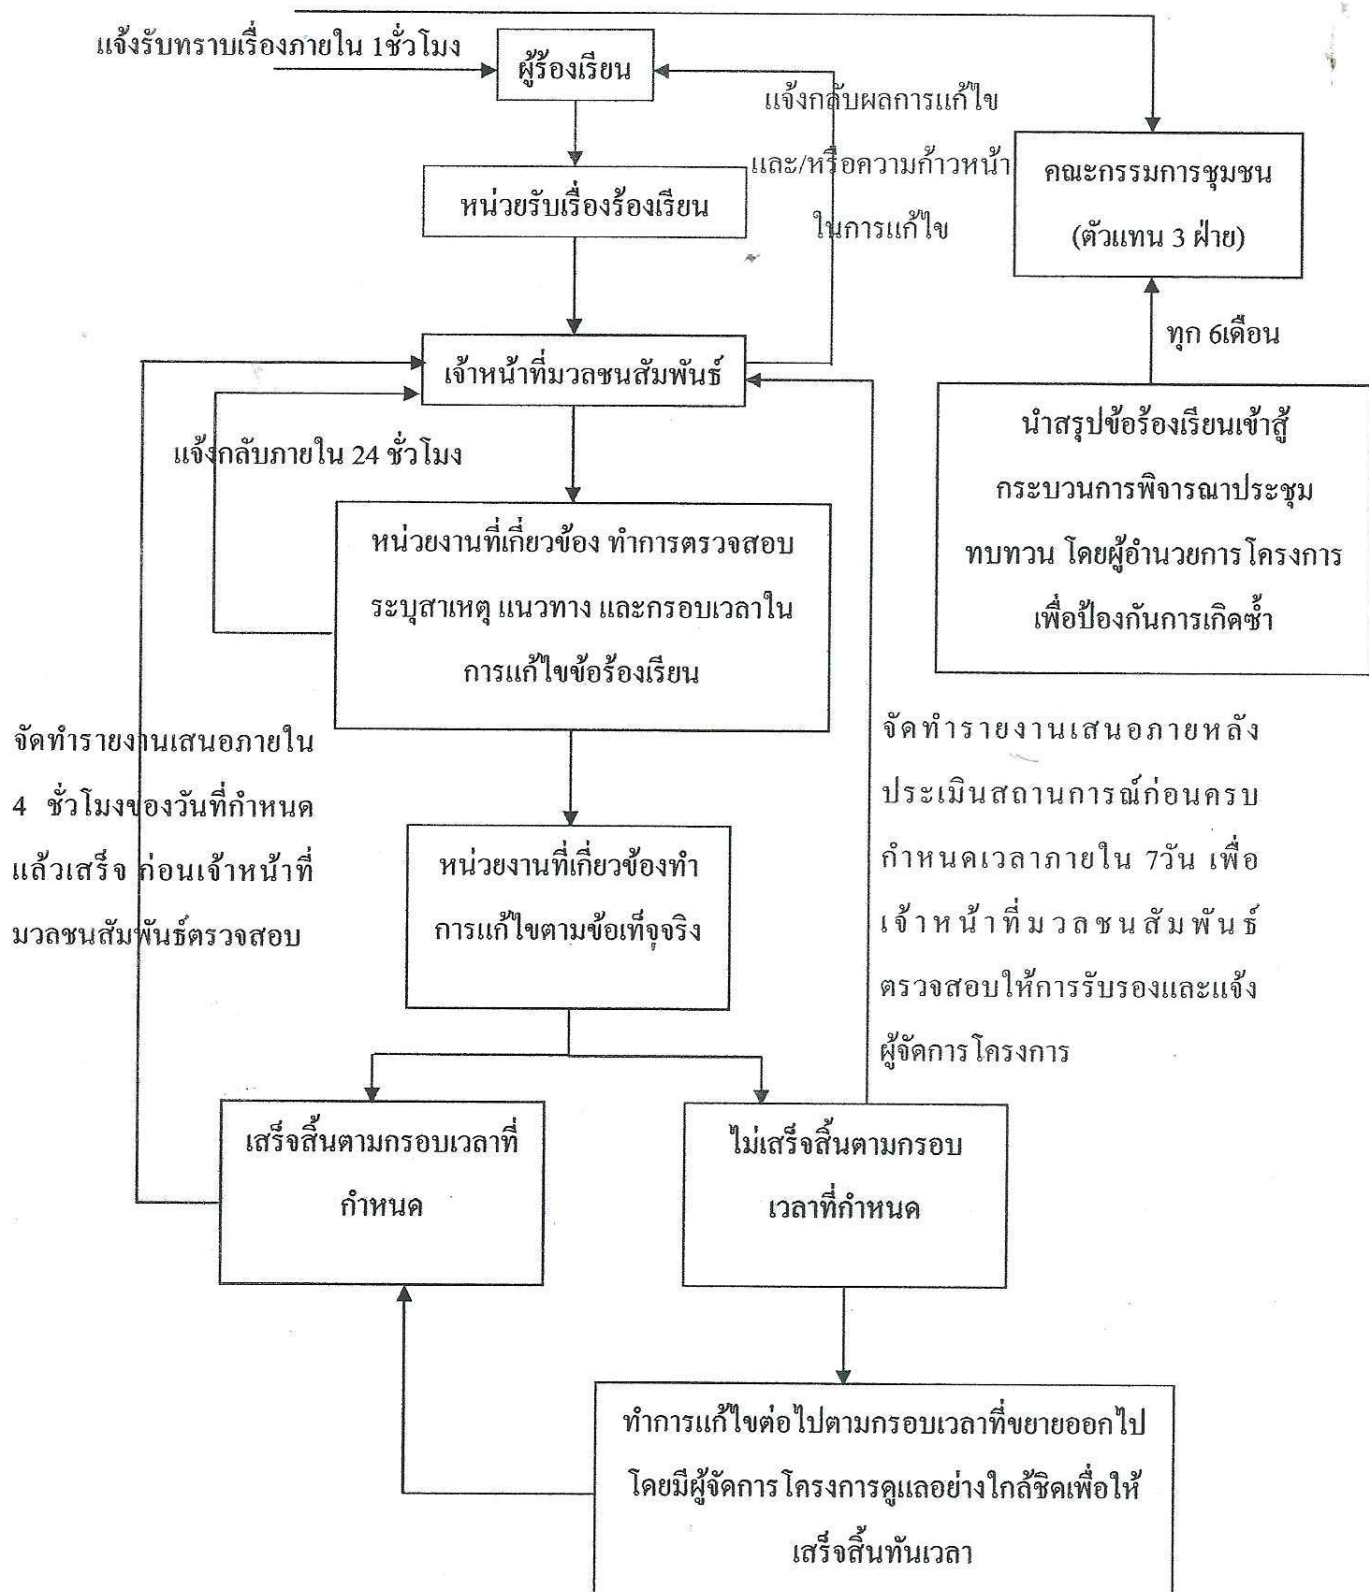 แจ้งรับทราบเรื่องภายใน 1ชั่วโมง
ผู้ร้องเรียน
แจ้งกลับผลการแก้ไข
และ/หรือความก้าวหน้า
ในการแก้ไข
หน่วยรับเรื่องร้องเรียน
คณะกรรมการชุมชน
(ตัวแทน 3 ฝ่าย)
ทุก 6เดือน
เจ้าหน้าที่มวลชนสัมพันธ์
นำสรุปข้อร้องเรียนเข้าสู้
กระบวนการพิจารณาประชุม
ทบทวน โดยผู้อำนวยการโครงการ
เพื่อป้องกันการเกิดซ้ำ
แจ้งกลับภายใน 24 ชั่วโมง
หน่วยงานที่เกี่ยวข้อง ทำการตรวจสอบ
ระบุสาเหตุ แนวทาง และกรอบเวลาใน
การแก้ไขข้อร้องเรียน
จัดทำรายงานเสนอภายใน
4 ชั่วโมงของวันที่กำหนด
แล้วเสร็จ ก่อนเจ้าหน้าที่
มวลชนสัมพันธ์ตรวจสอบ
จัดทำรายงานเสนอภายหลัง
ประเมินสถานการณ์ก่อนครบ
กำหนดเวลาภายใน 7วัน เพื่อ
เจ้าหน้าที่มวลชนสัมพันธ์
ตรวจสอบให้การรับรองและแจ้ง
ผู้จัดการโครงการ
หน่วยงานที่เกี่ยวข้องทำ
การแก้ไขตามข้อเท็จจริง
เสร็จสิ้นตามกรอบเวลาที่
กำหนด
ไม่เสร็จสิ้นตามกรอบ
เวลาที่กำหนด
ทำการแก้ไขต่อไปตามกรอบเวลาที่ขยายออกไป
โดยมีผู้จัดการโครงการดูแลอย่างใกล้ชิดเพื่อให้
เสร็จสิ้นทันเวลา